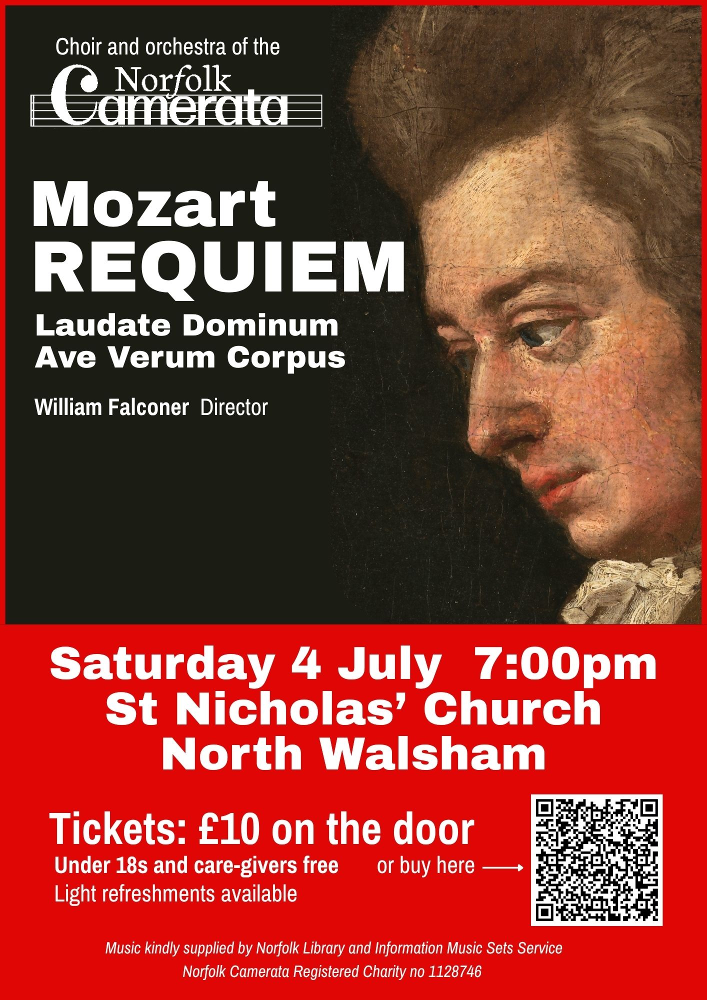 Choir and orchestra of the
Norfolk
Camerata
Mozart
REQUIEM
Laudate Dominum
Ave Verum Corpus
William Falconer Director
Saturday 4 July 7:00pm
St Nicholas’ Church
North Walsham
Tickets: £10 on the door
Under 18s and care-givers free or buy here
Light refreshments available
Music kindly supplied by Norfolk Library and Information Music Sets Service
Norfolk Camerata Registered Charity no 1128746